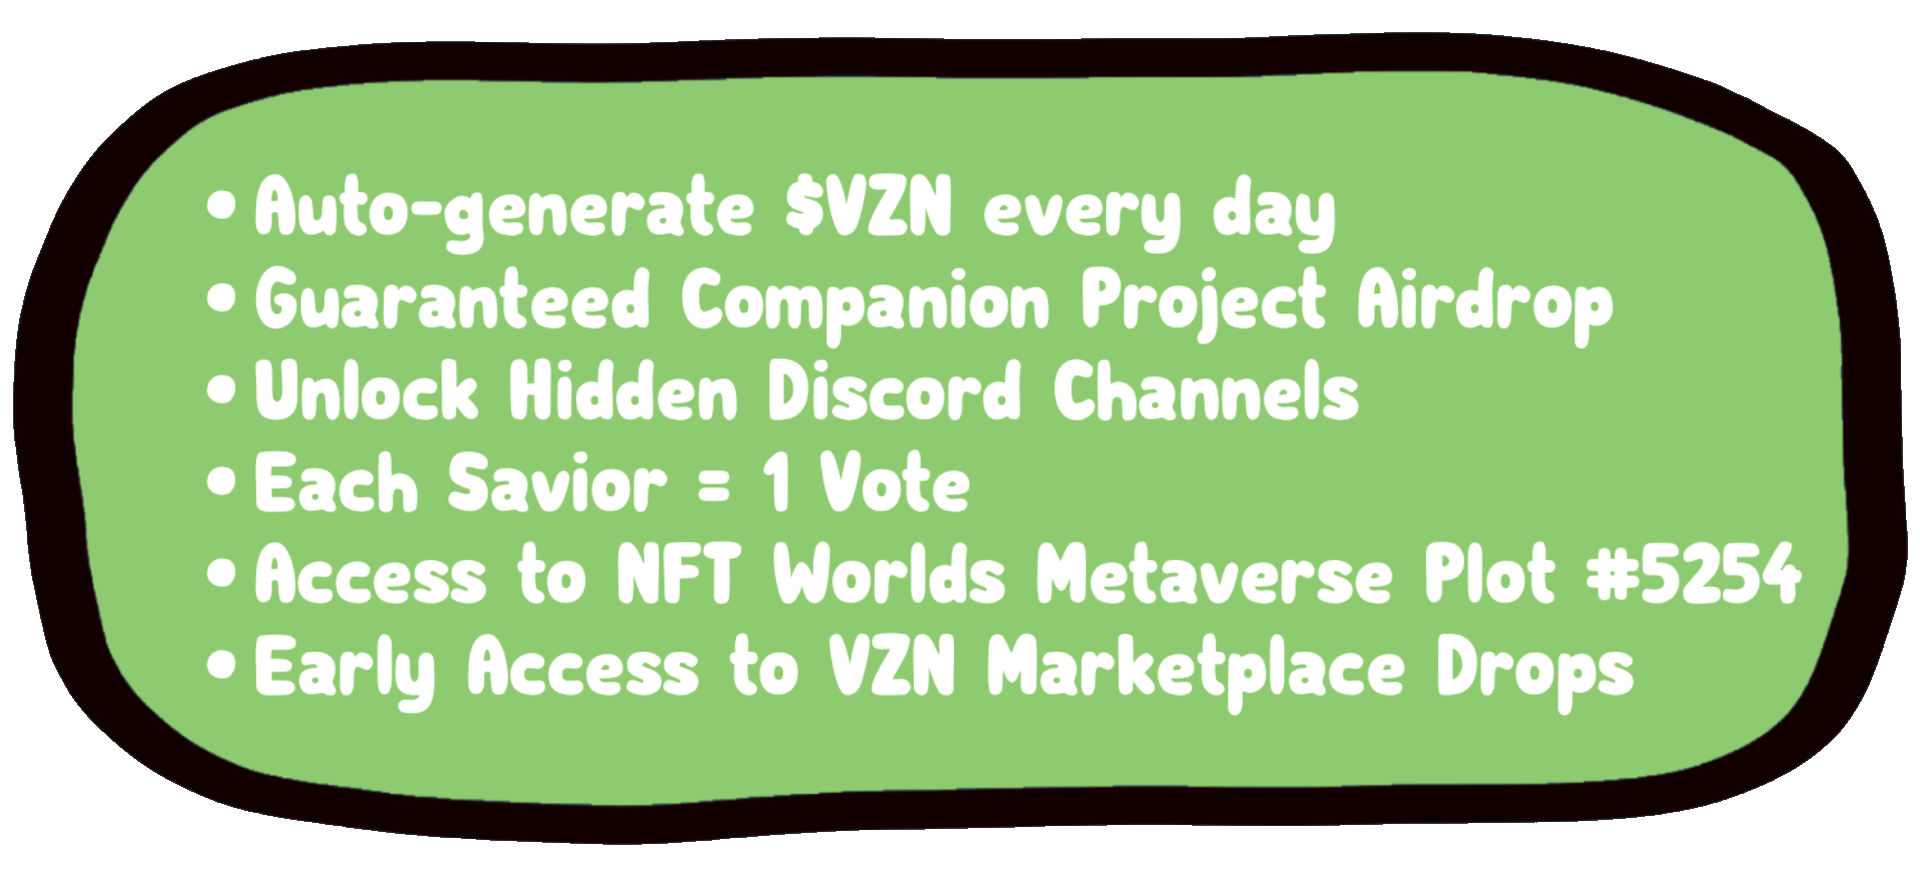 • Auto-generate $VZN every day
• Guaranteed Companion Project Airdrop
• Unlock Hidden Discord Channels
• Each Savior = 1 Vote
• Access to NFT Worlds Metaverse Plot #5254
• Early Access to VZN Marketplace Drops